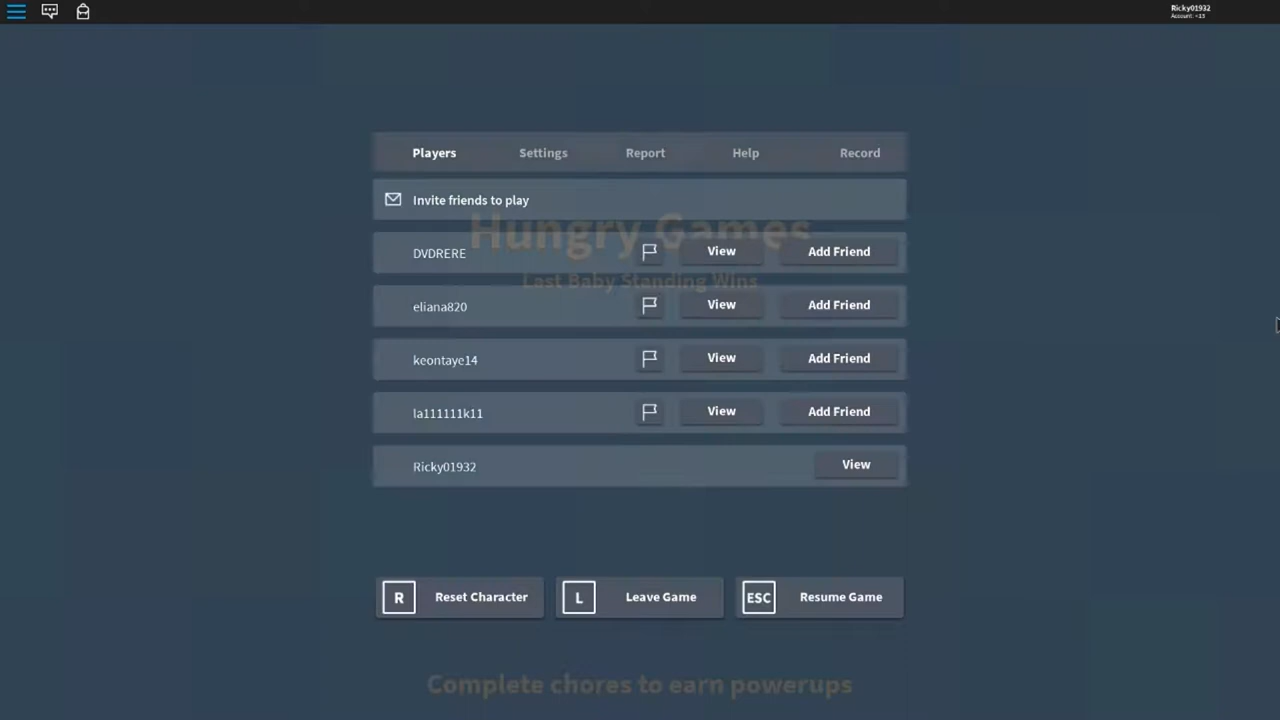 Ricky01932
Account: <13
Players Settings Report Help Record
Invite friends to play
Hungry Games
DVDRERE View Add Friend
Last Baby Standing Wins
eliana820 View Add Friend
keontaye14 View Add Friend
la111111k11 View Add Friend
Ricky01932 View
R Reset Character L Leave Game ESC Resume Game
Complete chores to earn powerups